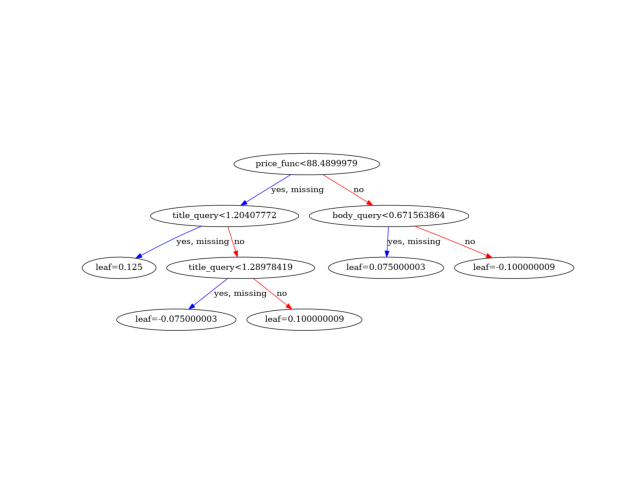 price_func<88.4899979
yes, missing
no
title_query<1.20407772
body_query<0.671563864
yes, missing
no
yes, missing
no
leaf=0.125
title_query<1.28978419
leaf=0.075000003
leaf=-0.100000009
yes, missing
no
leaf=-0.075000003
leaf=0.100000009